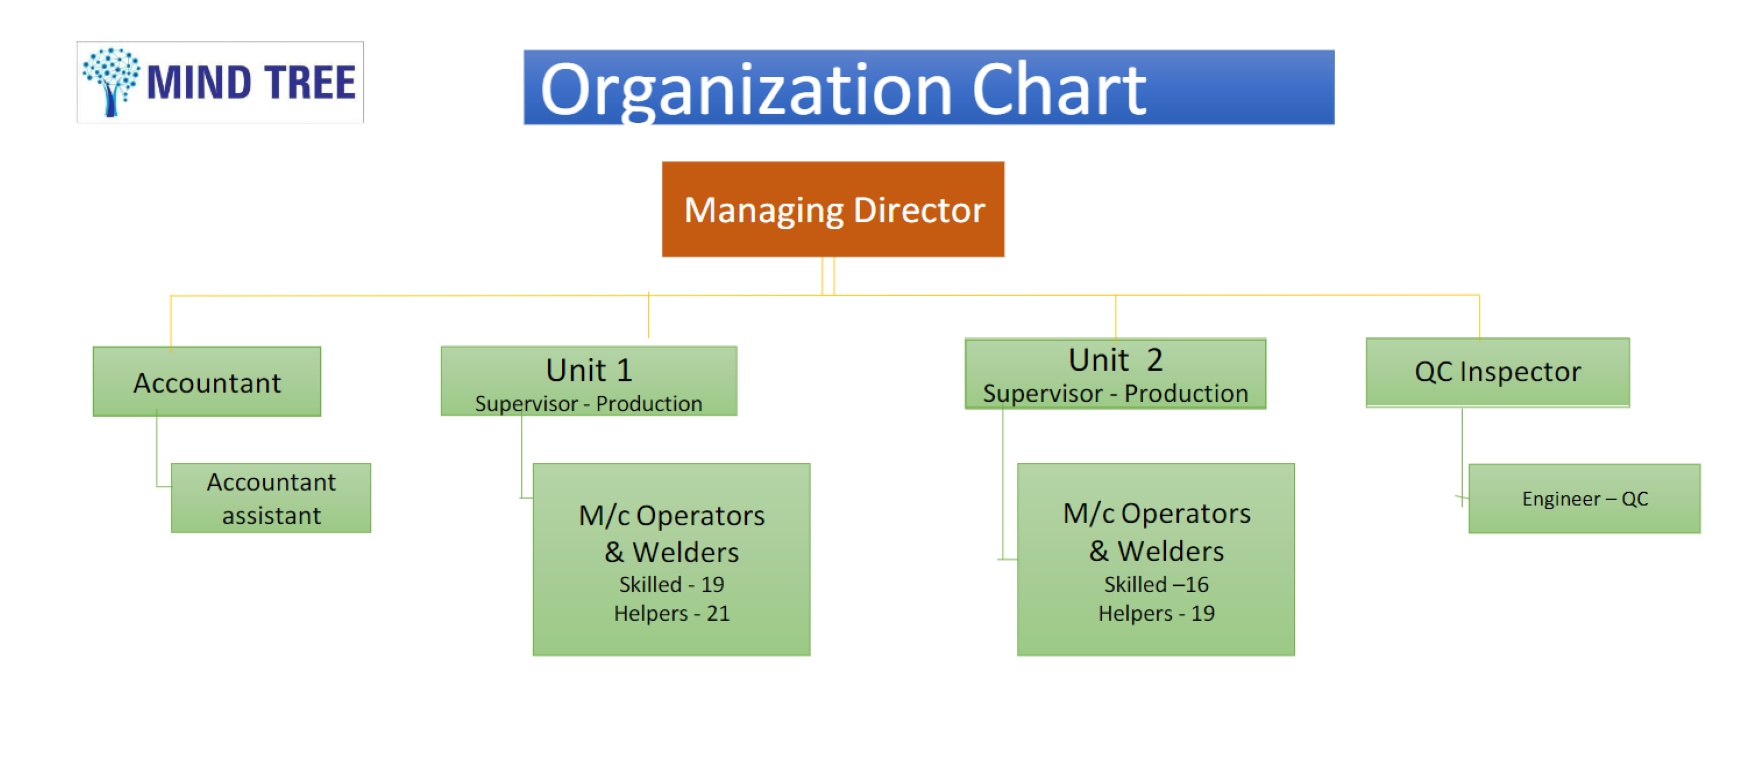 MIND TREE
Organization Chart
Managing Director
Accountant
Unit 1
Supervisor - Production
Unit 2
Supervisor - Production
QC Inspector
Accountant
assistant
M/c Operators
& Welders
Skilled - 19
Helpers - 21
M/c Operators
& Welders
Skilled –16
Helpers - 19
Engineer – QC